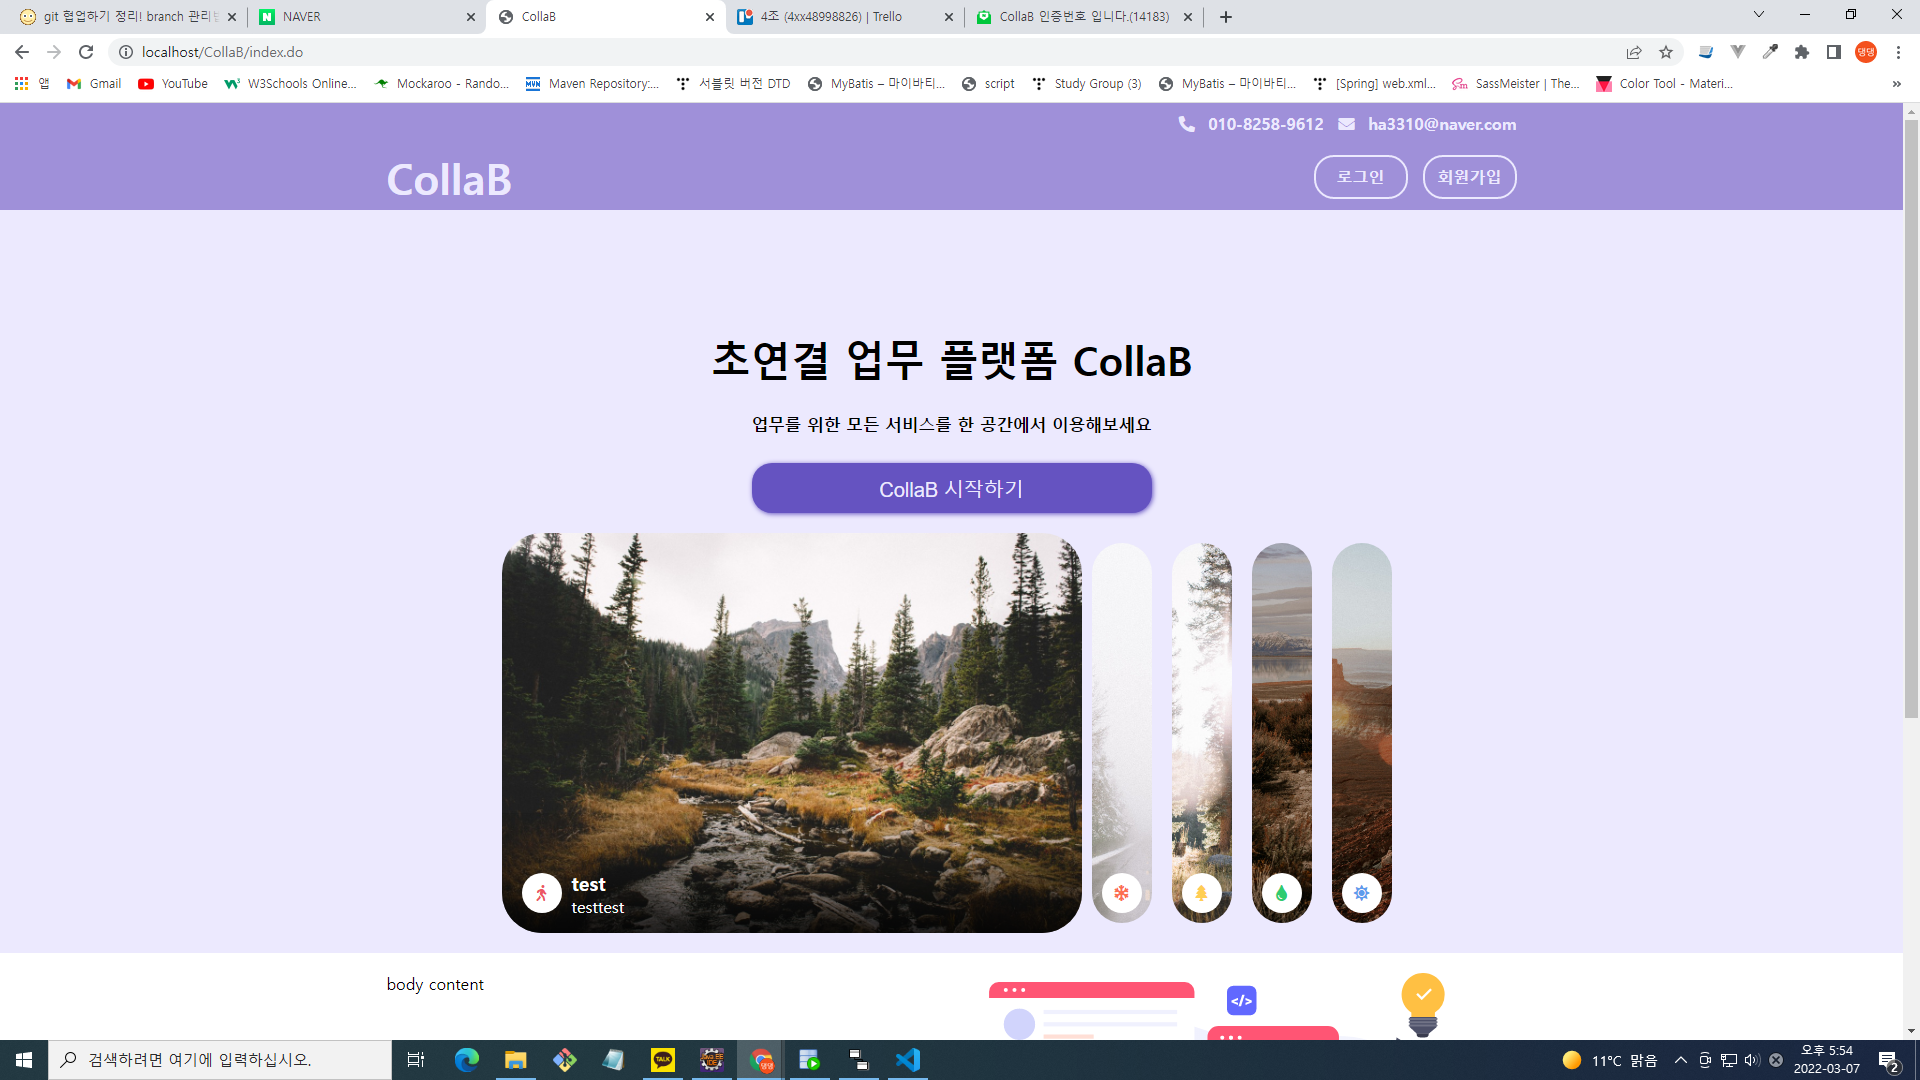 git 협업하기 정리! branch 관리
NAVER
CollaB
4조 (4xx48998826) | Trello
CollaB 인증번호 입니다.(14183)
localhost/CollaB/index.do
댕댕
앱
Gmail
YouTube
W3Schools Online...
Mockaroo - Rando...
Maven Repository:...
서블릿 버전 DTD
MyBatis – 마이바티...
script
Study Group (3)
MyBatis – 마이바티...
[Spring] web.xml...
SassMeister | The...
Color Tool - Materi...
»
010-8258-9612 ha3310@naver.com
CollaB
로그인
회원가입
초연결 업무 플랫폼 CollaB
업무를 위한 모든 서비스를 한 공간에서 이용해보세요
CollaB 시작하기
test
testtest
body content
</>
검색하려면 여기에 입력하십시오.
TALK
11°C 맑음
오후 5:54
2022-03-07
2